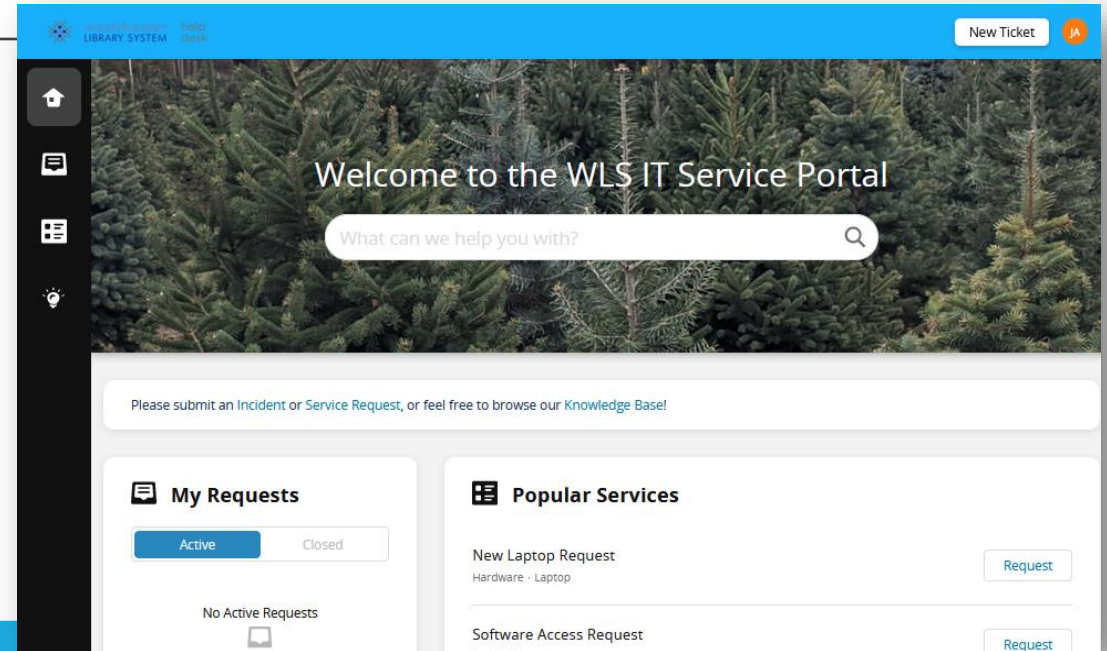 LIBRARY SYSTEM
help
desk
New Ticket
JA
Welcome to the WLS IT Service Portal
What can we help you with?
Please submit an Incident or Service Request, or feel free to browse our Knowledge Base!
My Requests
Active
Closed
No Active Requests
Popular Services
New Laptop Request
Hardware · Laptop
Request
Software Access Request
Request